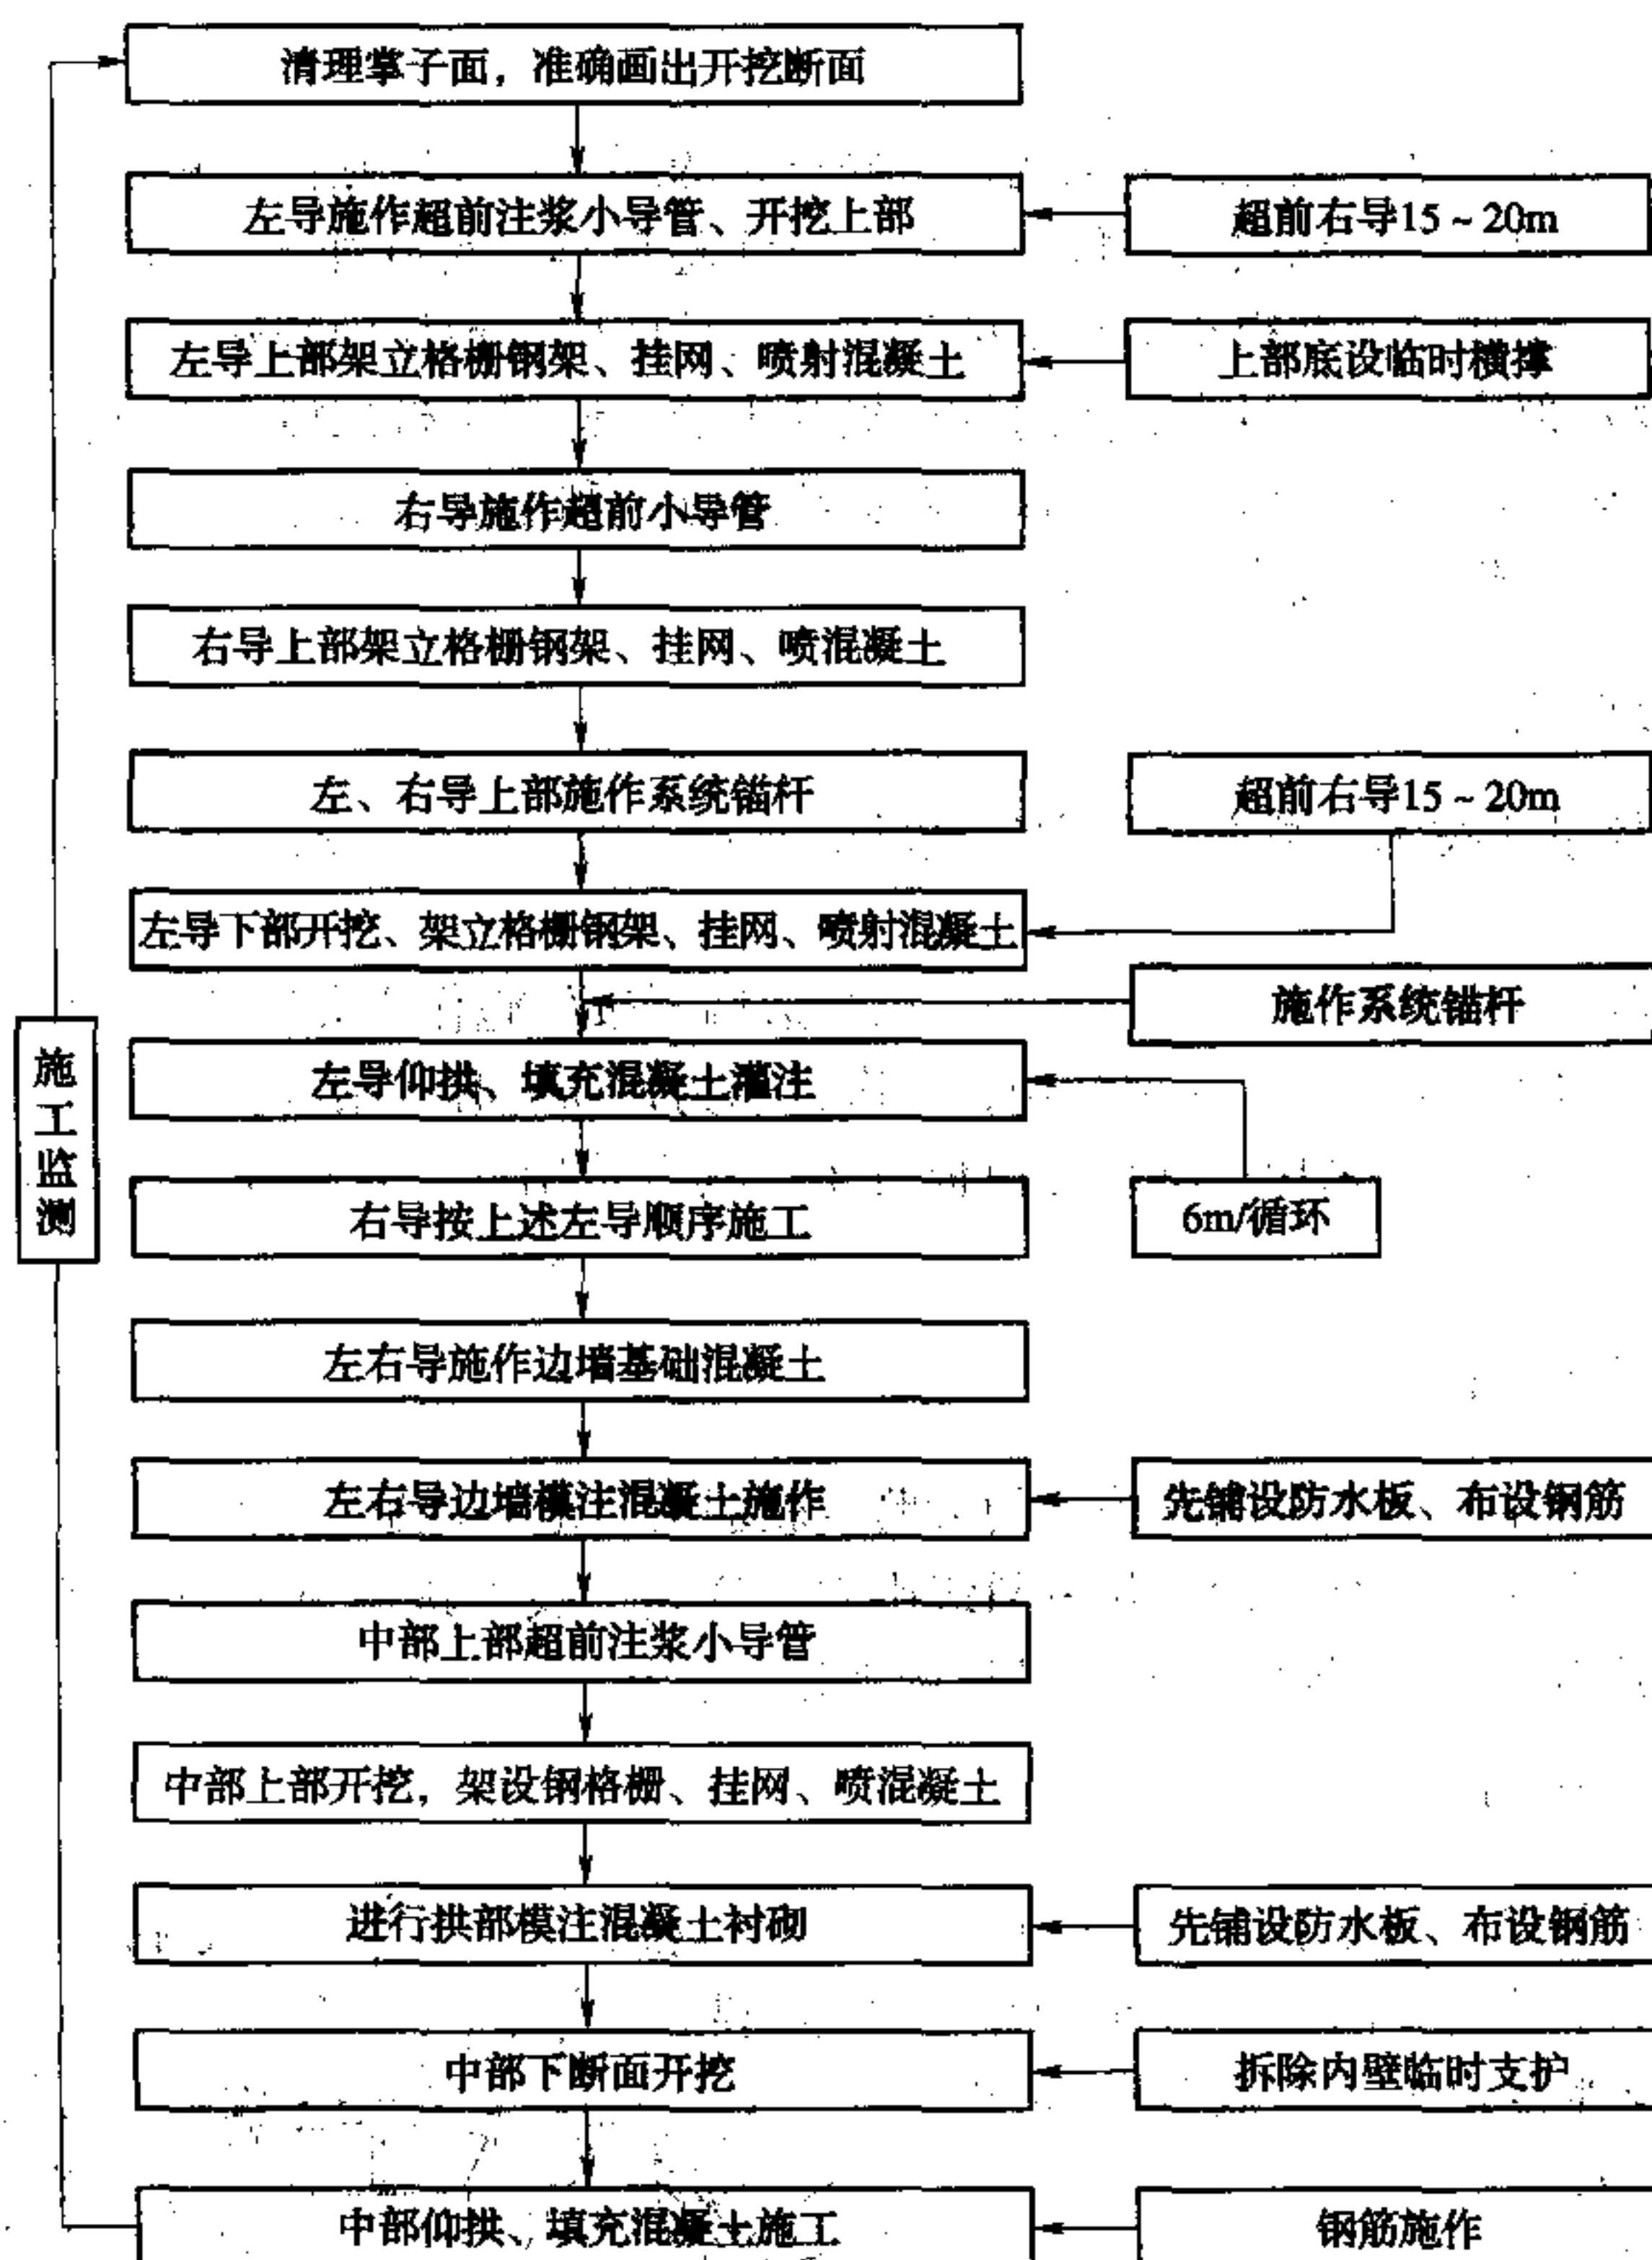 清理掌子面，准确画出开挖断面
左导施作超前注浆小导管、开挖上部
超前右导15～20m
左导上部架立格栅钢架、挂网、喷射混凝土
上部底设临时横撑
右导施作超前小导管
右导上部架立格栅钢架、挂网、喷混凝土
左、右导上部施作系统锚杆
超前右导15～20m
左导下部开挖、架立格栅钢架、挂网、喷射混凝土
施作系统锚杆
施工监测
左导仰拱、填充混凝土灌注
右导按上述左导顺序施工
6m/循环
左右导施作边墙基础混凝土
左右导边墙模注混凝土施作
先铺设防水板、布设钢筋
中部上部超前注浆小导管
中部上部开挖，架设钢格栅、挂网、喷混凝土
进行拱部模注混凝土衬砌
先铺设防水板、布设钢筋
中部下断面开挖
拆除内壁临时支护
中部仰拱、填充混凝土施工
钢筋施作